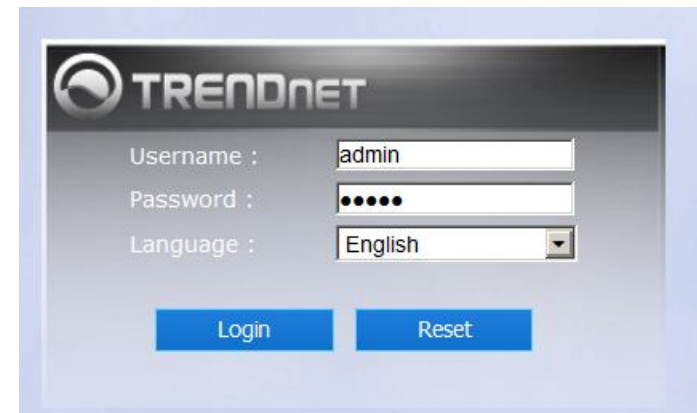 TRENDNET
Username : admin
Password : •••••
Language : English
Login Reset